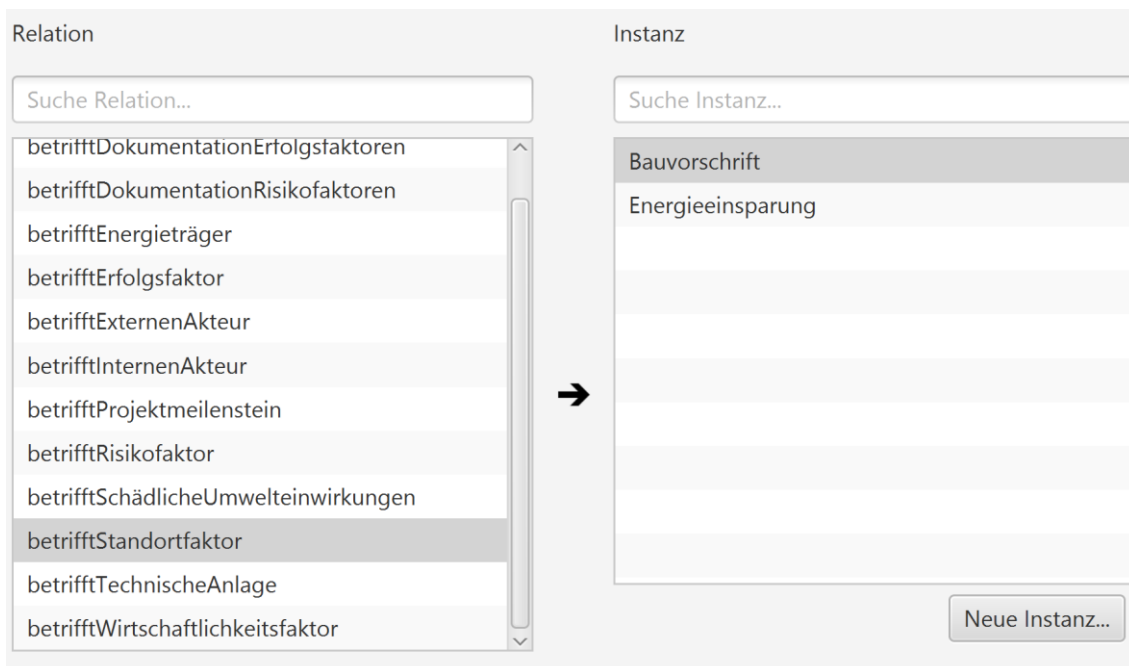 Relation
Suche Relation...
betrifftDokumentationErfolgsfaktoren
betrifftDokumentationRisikofaktoren
betrifftEnergieträger
betrifftErfolgsfaktor
betrifftExternenAkteur
betrifftInternenAkteur
betrifftProjektmeilenstein
betrifftRisikofaktor
betrifftSchädlicheUmwelteinwirkungen
betrifftStandortfaktor
betrifftTechnischeAnlage
betrifftWirtschaftlichkeitsfaktor
Instanz
Suche Instanz...
Bauvorschrift
Energieeinsparung
Neue Instanz...